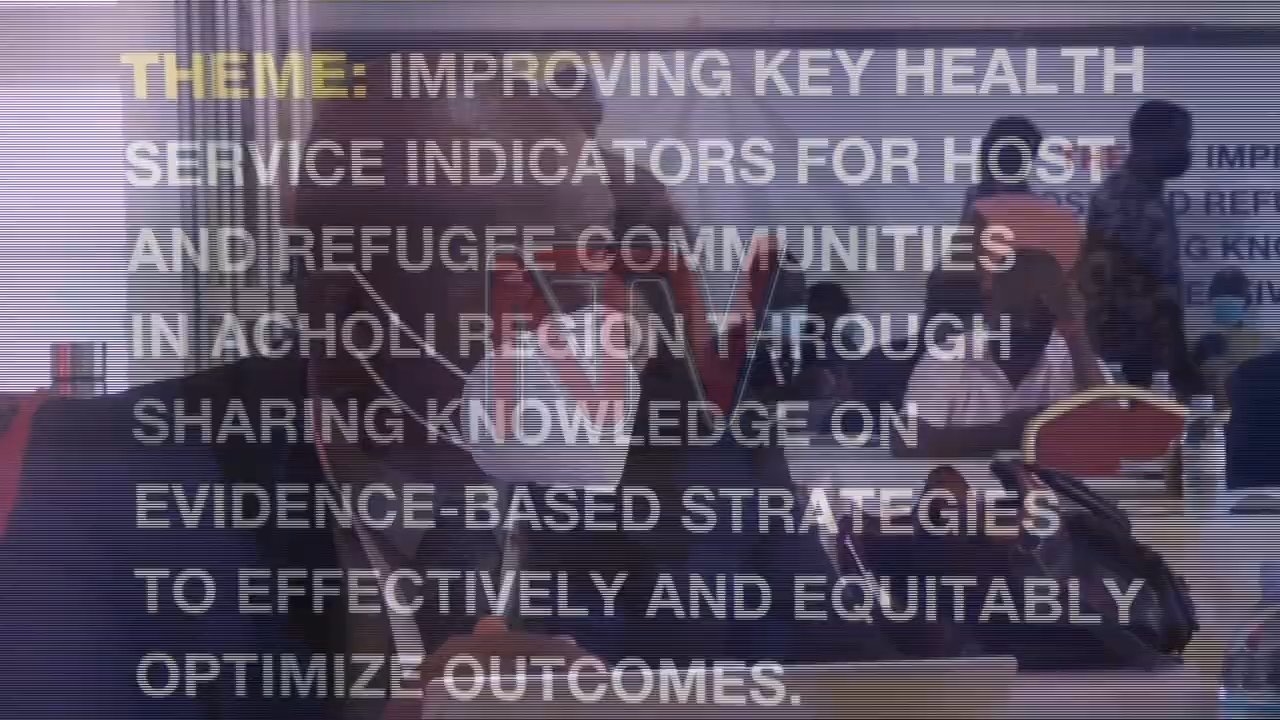 THEME: IMPROVING KEY HEALTH
SERVICE INDICATORS FOR HOST
AND REFUGEE COMMUNITIES
IN ACHOLI REGION THROUGH
SHARING KNOWLEDGE ON
EVIDENCE-BASED STRATEGIES
TO EFFECTIVELY AND EQUITABLY
OPTIMIZE OUTCOMES.
NTV